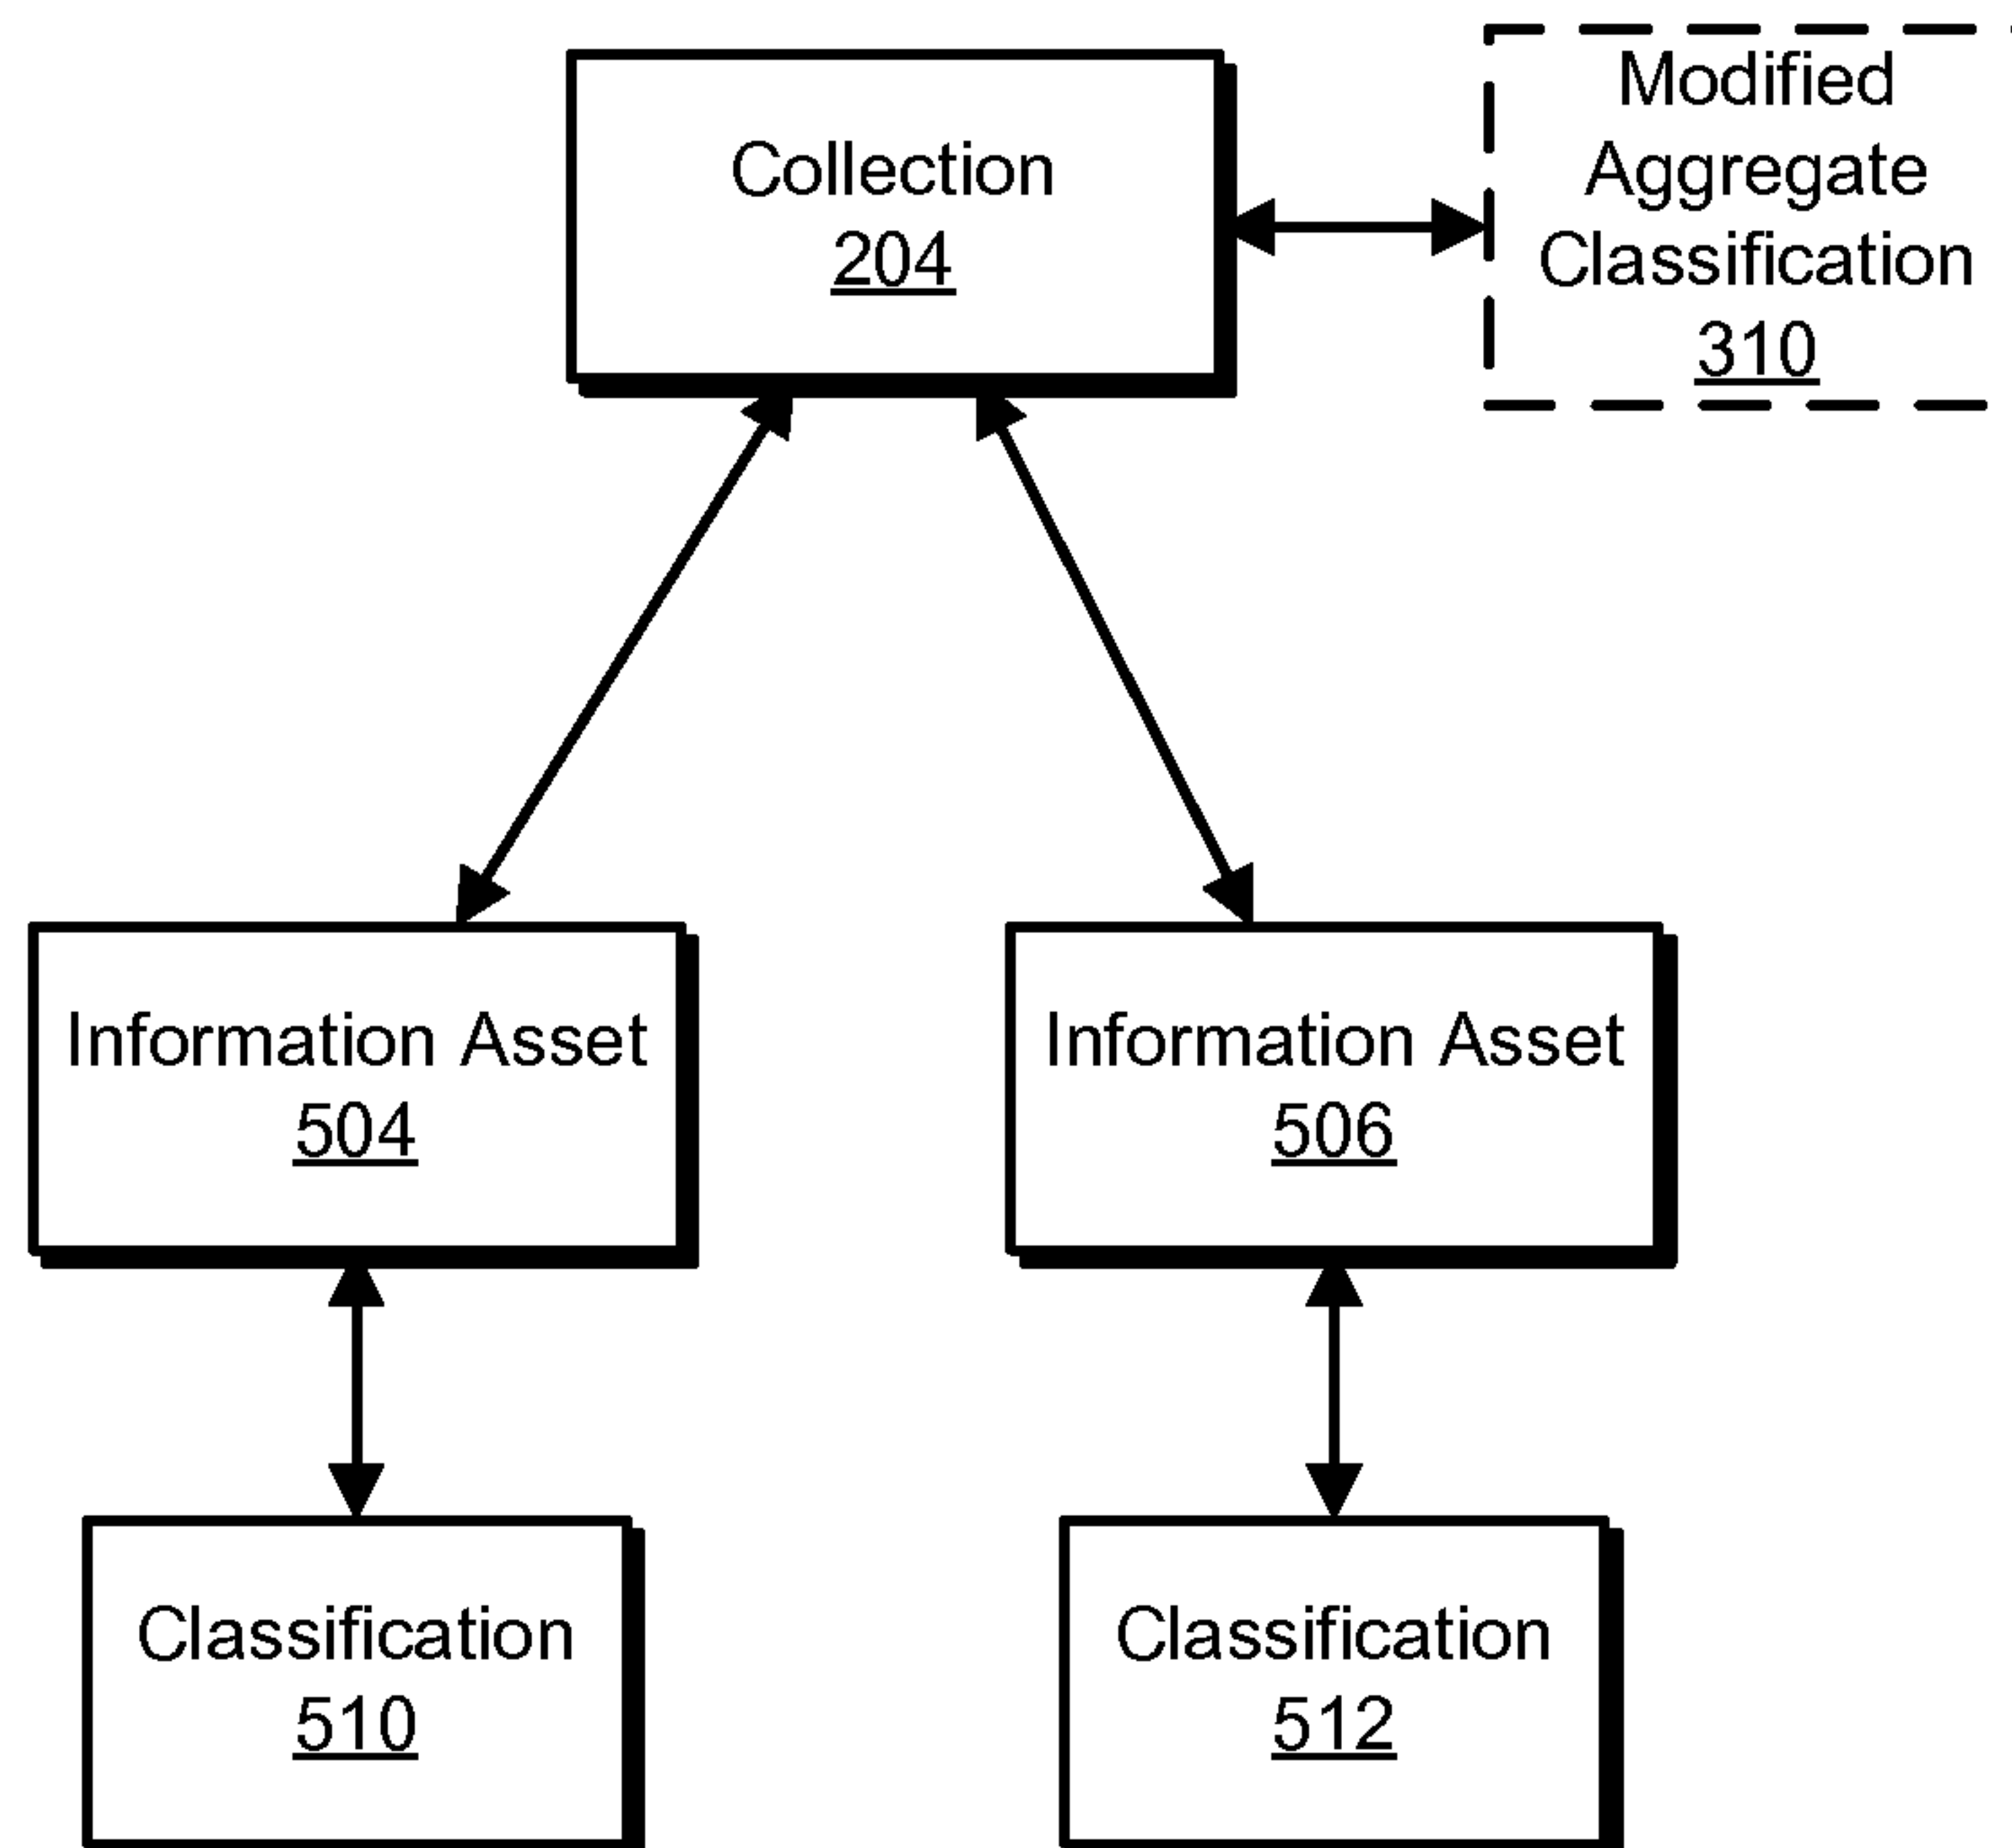 Collection
204
Modified
Aggregate
Classification
310
Information Asset
504
Information Asset
506
Classification
510
Classification
512